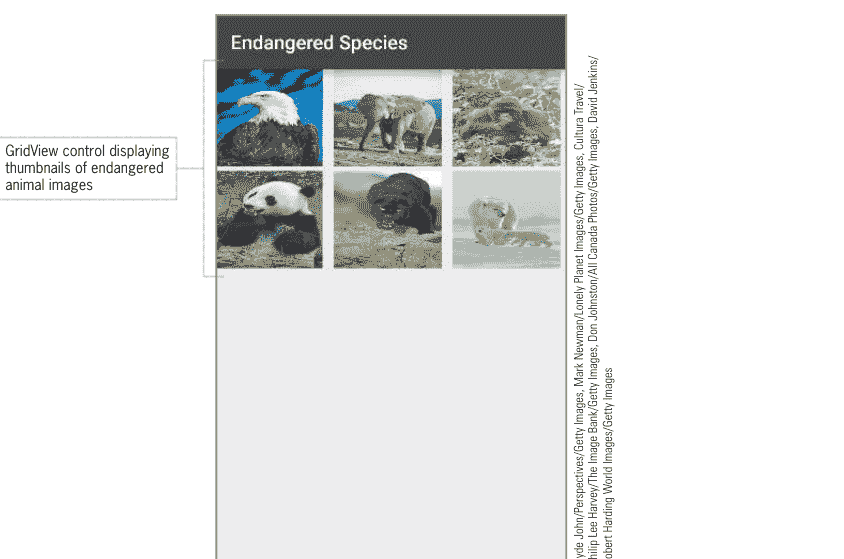 Endangered Species
GridView control displaying
thumbnails of endangered
animal images
yde John/Perspectives/Getty Images, Mark Newman/Lonely Planet Images/Getty Images, Cultura Travel/
hilip Lee Harvey/The Image Bank/Getty Images, Don Johnston/All Canada Photos/Getty Images, David Jenkins/
obert Harding World Images/Getty Images